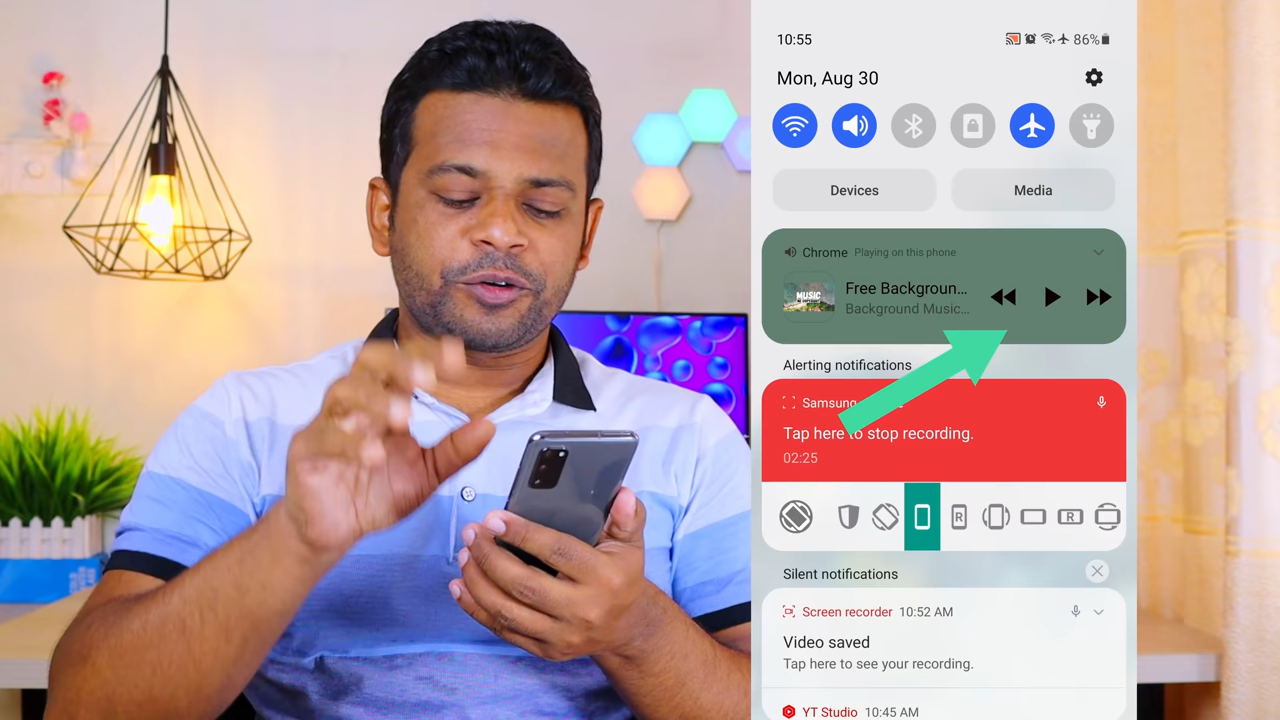 10:55
86%
Mon, Aug 30
Devices
Media
Chrome Playing on this phone
MUSIC
Free Backgroun...
Background Music...
Alerting notifications
Samsung
Tap here to stop recording.
02:25
R
R
Silent notifications
Screen recorder 10:52 AM
Video saved
Tap here to see your recording.
YT Studio 10:45 AM